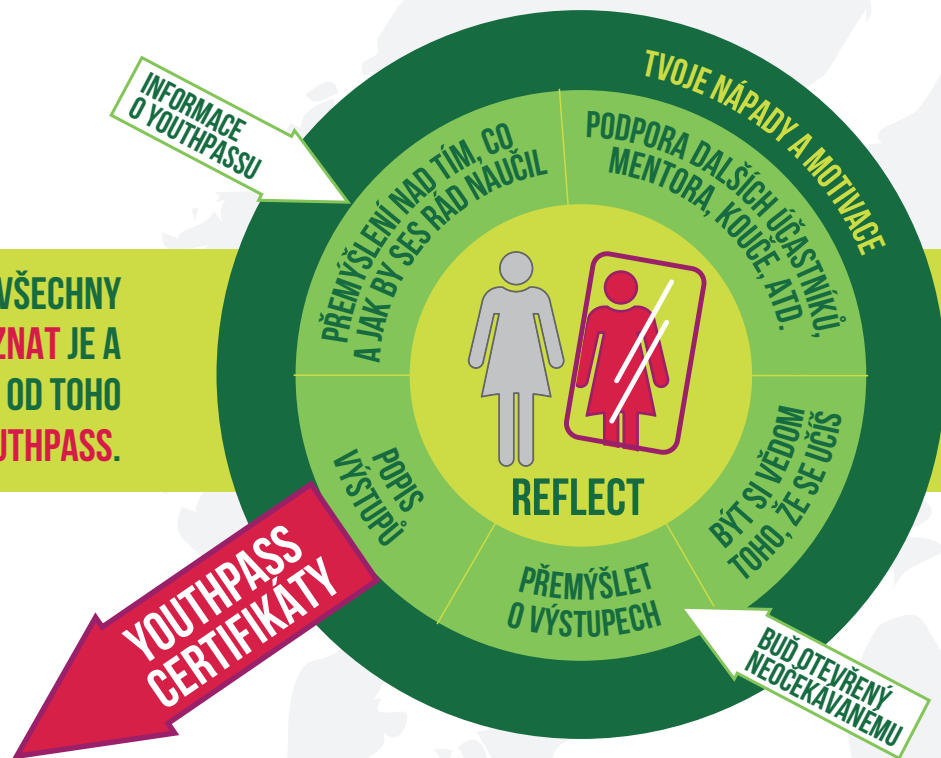 INFORMACE
O YOUTHPASSU
TVOJE NÁPADY A MOTIVACE
PŘEMÝŠLENÍ NAD TÍM, CO
A JAK BY SES RÁD NAUČIL
PODPORA DALŠÍCH ÚČASTNÍKŮ,
MENTORA, KOUČE, ATD.
VŠECHNY
ZNAT JE A
OD TOHO
UTHPASS.
BÝT SI VĚDOM
TOHO, ŽE SE UČÍŠ
PŘEMÝŠLET
O VÝSTUPECH
POPIS
VÝSTUPŮ
REFLECT
YOUTHPASS
CERTIFIKÁTY
BUĎ OTEVŘENÝ
NEOČEKÁVANÉMU